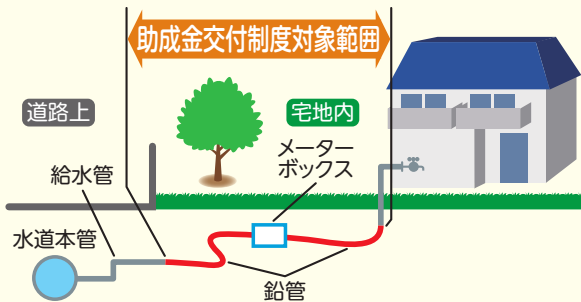 助成金交付制度対象範囲
道路上
宅地内
メーター
ボックス
給水管
水道本管
鉛管